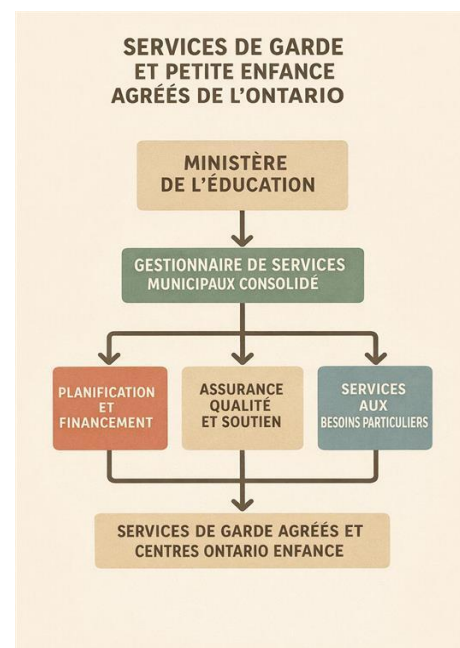 SERVICES DE GARDE
ET PETITE ENFANCE
AGRÉÉS DE L'ONTARIO
MINISTÈRE
DE L'ÉDUCATION
GESTIONNAIRE DE SERVICES
MUNICIPAUX CONSOLIDÉ
PLANIFICATION
ET
FINANCEMENT
ASSURANCE
QUALITÉ
ET SOUTIEN
SERVICES
AUX
BESOINS PARTICULIERS
SERVICES DE GARDE AGRÉÉS ET
CENTRES ONTARIO ENFANCE